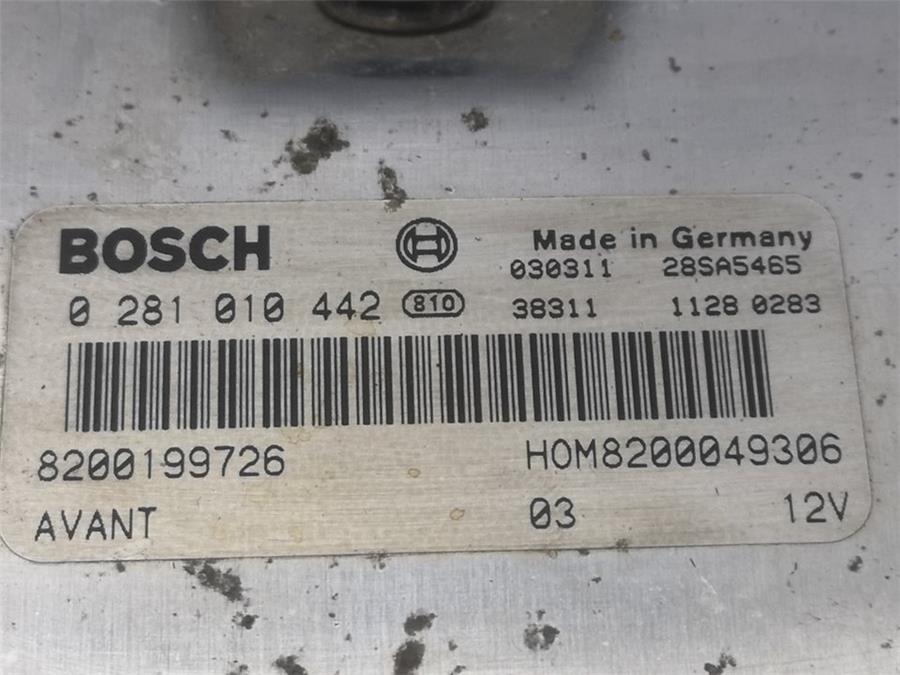 BOSCH
Made in Germany
030311 28SA5465
0 281 010 442 810
38311 1128 0283
8200199726 HOM8200049306
AVANT 03 12V